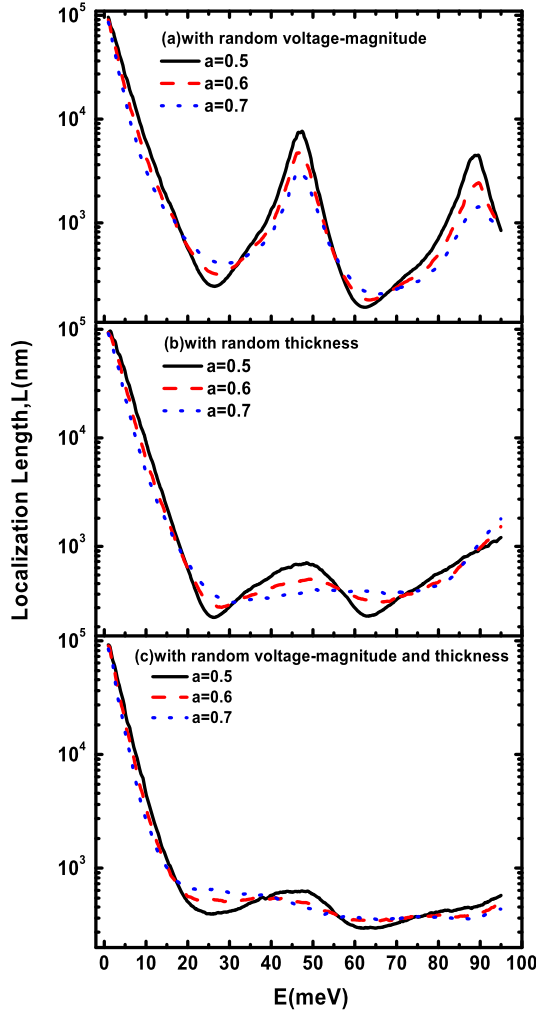 10^5
(a)with random voltage-magnitude
a=0.5
a=0.6
a=0.7
10^4
10^3
10^5
(b)with random thickness
a=0.5
a=0.6
a=0.7
10^4
10^3
10^5
(c)with random voltage-magnitude and thickness
a=0.5
a=0.6
a=0.7
10^4
10^3
Localization Length,L(nm)
0 10 20 30 40 50 60 70 80 90 100
E(meV)